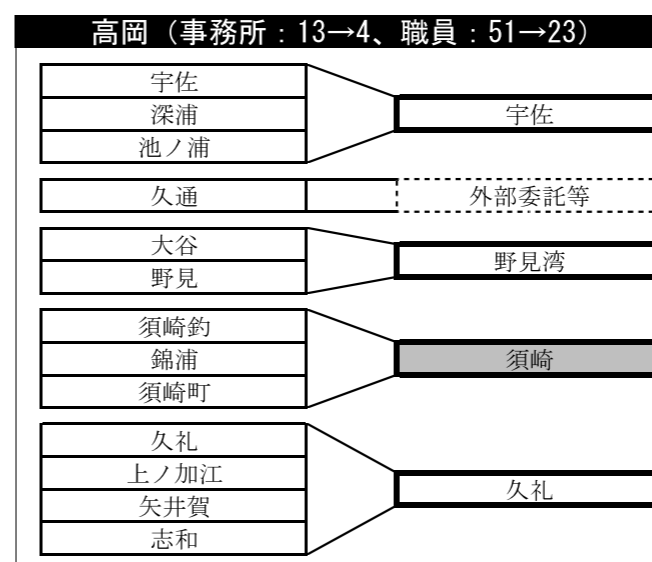 高岡（事務所：13→4、職員：51→23）
宇佐
深浦
池ノ浦
宇佐
久通
外部委託等
大谷
野見
野見湾
須崎釣
錦浦
須崎町
須崎
久礼
上ノ加江
矢井賀
志和
久礼